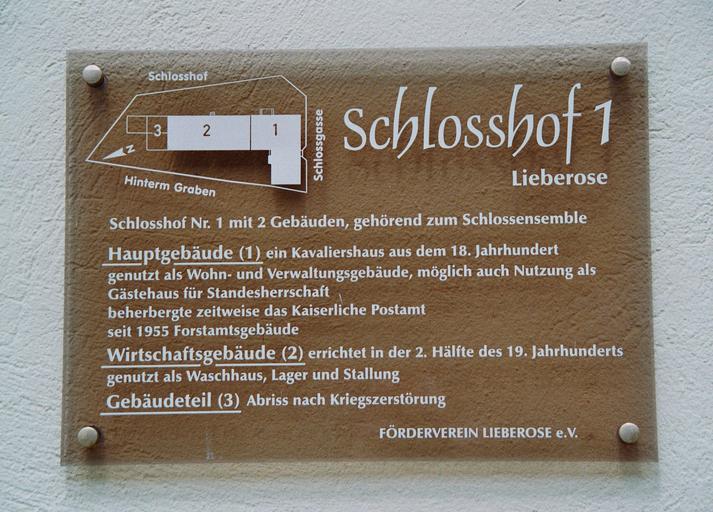 Schlosshof
3
2
1
N
Schlossgasse
Hinterm Graben
Schlosshof 1
Lieberose
Schlosshof Nr. 1 mit 2 Gebäuden, gehörend zum Schlossensemble
Hauptgebäude (1) ein Kavaliershaus aus dem 18. Jahrhundert
genutzt als Wohn- und Verwaltungsgebäude, möglich auch Nutzung als
Gästehaus für Standesherrschaft
beherbergte zeitweise das Kaiserliche Postamt
seit 1955 Forstamtsgebäude
Wirtschaftsgebäude (2) errichtet in der 2. Hälfte des 19. Jahrhunderts
genutzt als Waschhaus, Lager und Stallung
Gebäudeteil (3) Abriss nach Kriegszerstörung
FÖRDERVEREIN LIEBEROSE e.V.